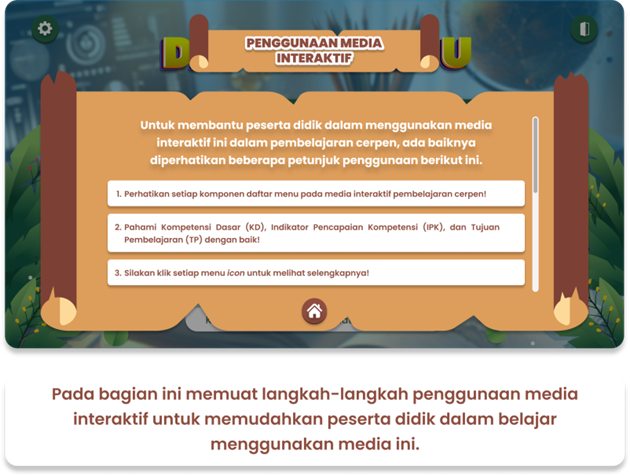 D
U
PENGGUNAAN MEDIA
INTERAKTIF
Untuk membantu peserta didik dalam menggunakan media
interaktif ini dalam pembelajaran cerpen, ada baiknya
diperhatikan beberapa petunjuk penggunaan berikut ini.
1. Perhatikan setiap komponen daftar menu pada media interaktif pembelajaran cerpen!
2. Pahami Kompetensi Dasar (KD), Indikator Pencapaian Kompetensi (IPK), dan Tujuan
Pembelajaran (TP) dengan baik!
3. Silakan klik setiap menu icon untuk melihat selengkapnya!
Pada bagian ini memuat langkah-langkah penggunaan media
interaktif untuk memudahkan peserta didik dalam belajar
menggunakan media ini.